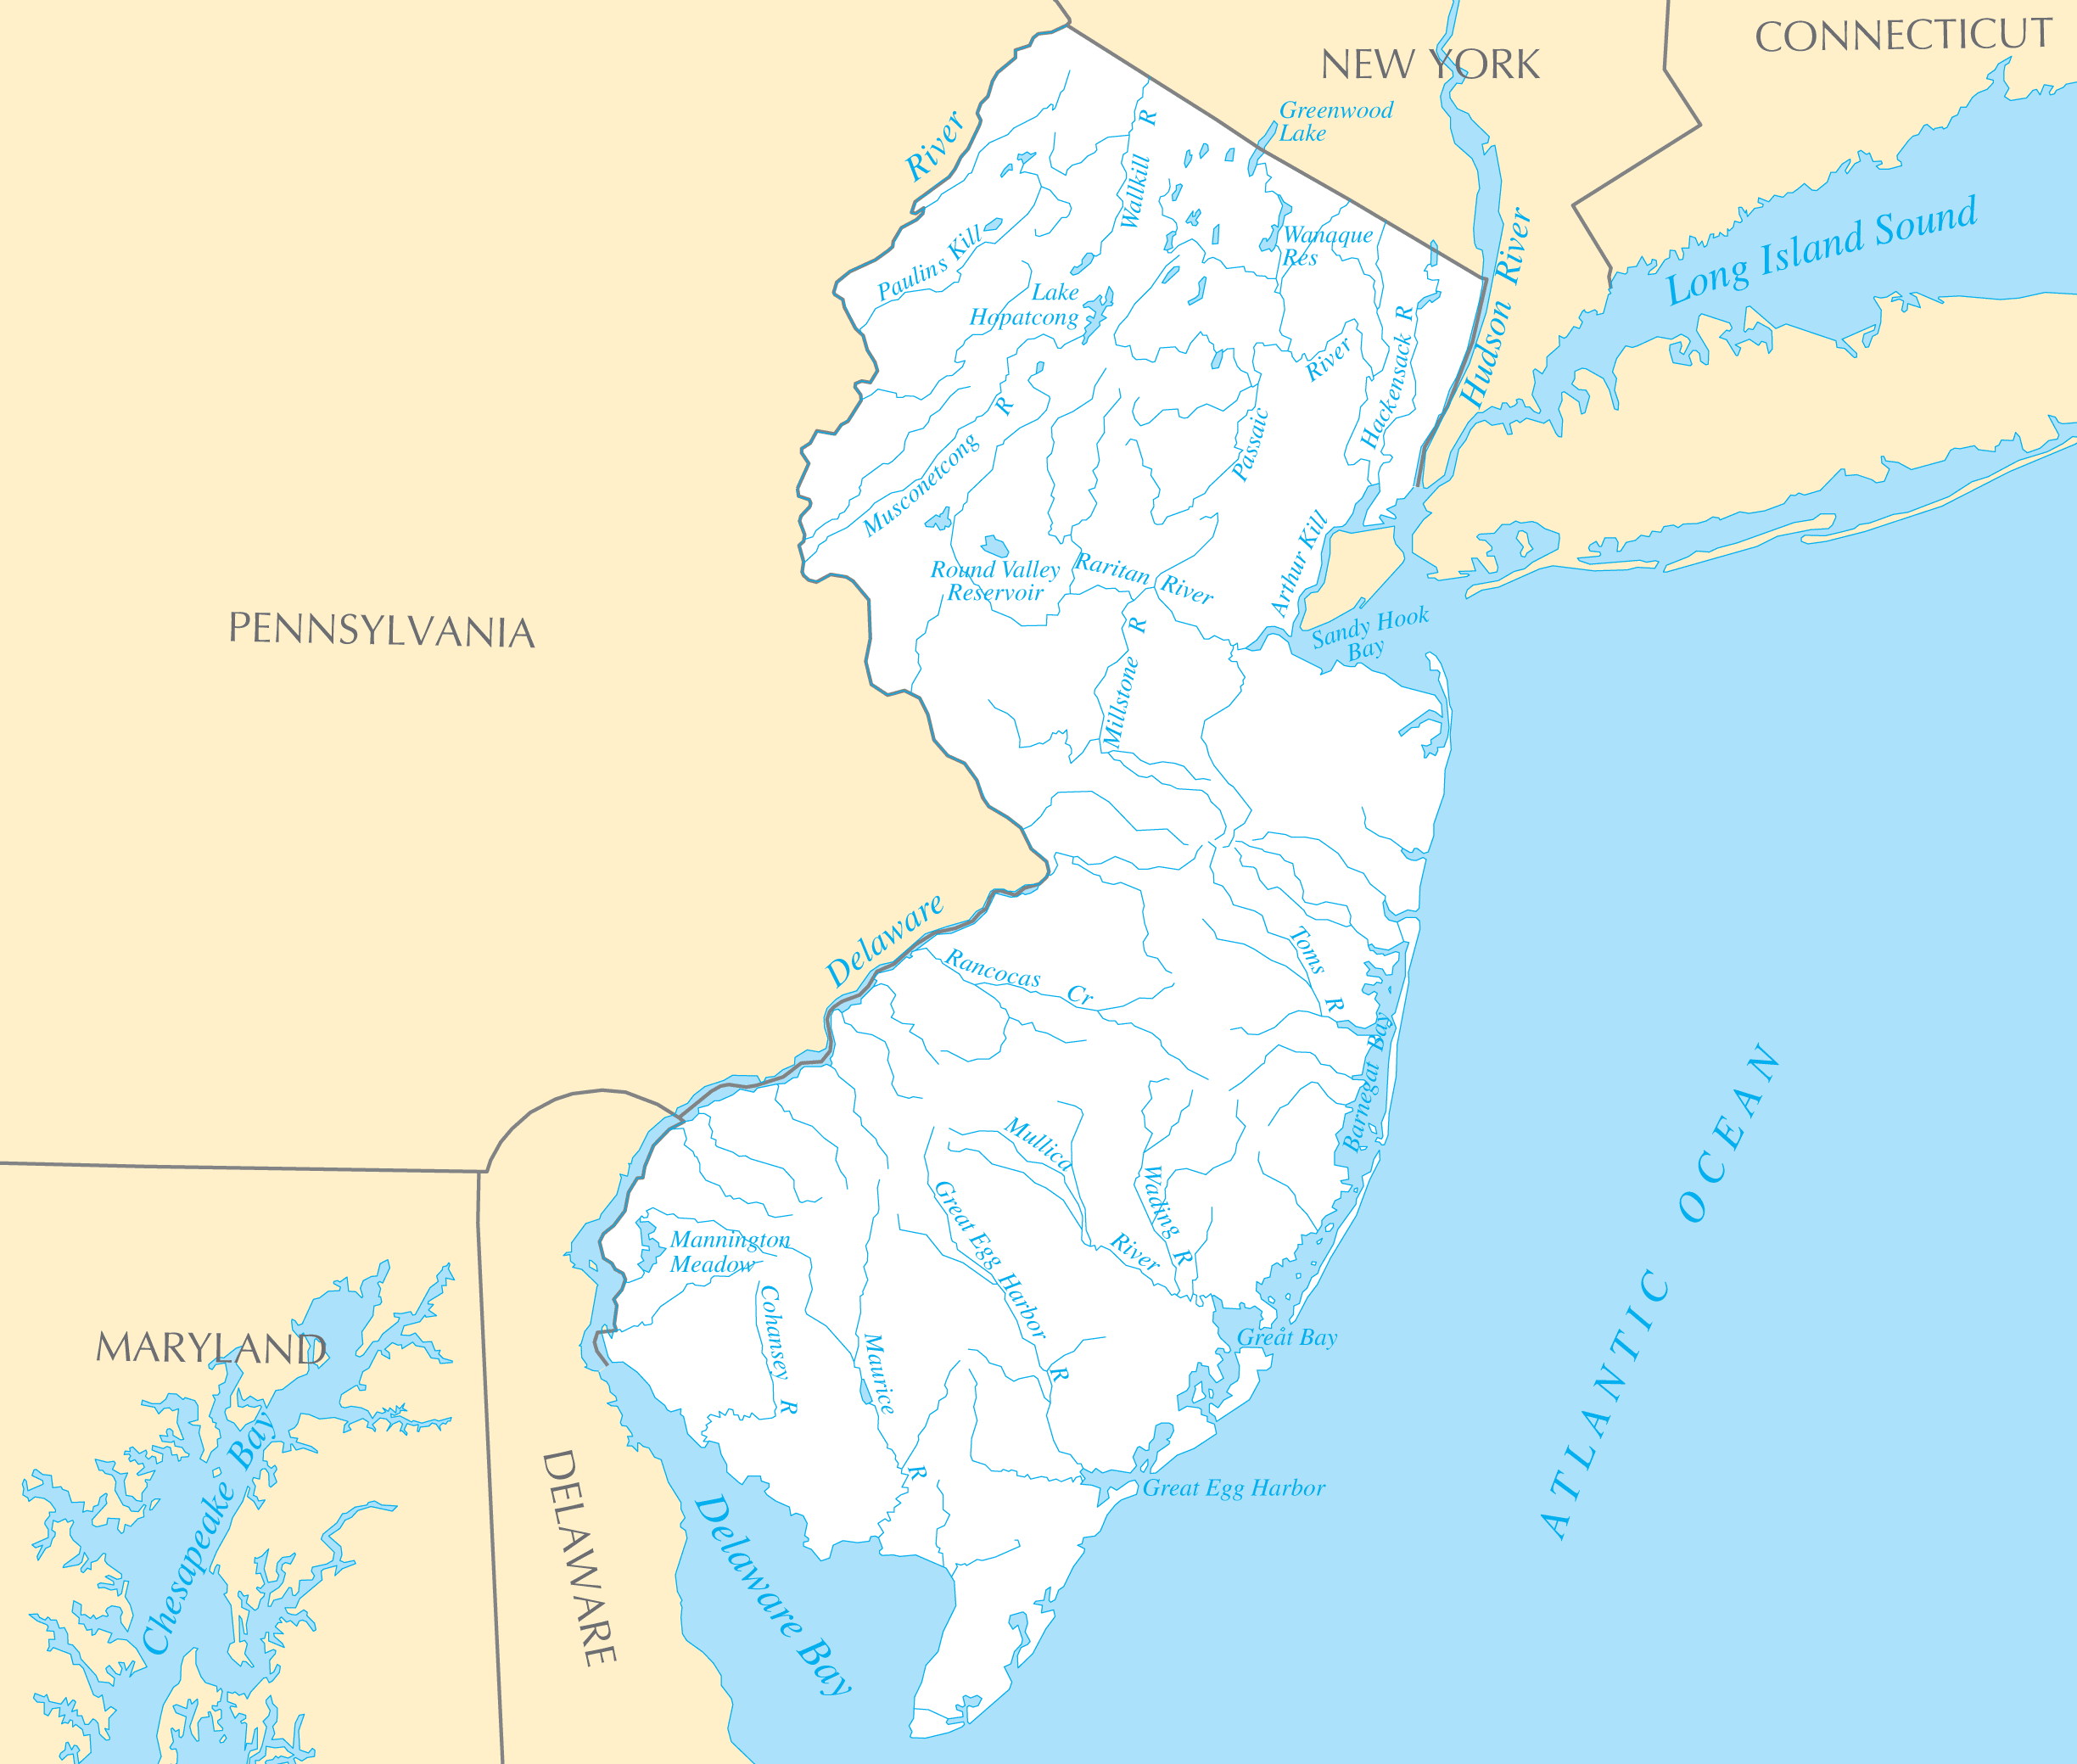 CONNECTICUT
NEW YORK
Greenwood
Lake
River
Wallkill R
Long Island Sound
Hudson River
Paulins Kill
Wanaque
Res
Lake
Hopatcong
Hackensack R
River
Passaic
Musconetcong R
Arthur Kill
Round Valley
Reservoir
Raritan River
Sandy Hook
Bay
PENNSYLVANIA
Millstone R
Delaware
Toms R
Rancocas Cr
Barnegat Bay
ATLANTIC OCEAN
Mullica
River
Wading R
Great Egg Harbor R
Mannington
Meadow
Cohansey R
Maurice R
MARYLAND
Great Bay
Great Egg Harbor
Chesapeake Bay
DELAWARE
Delaware Bay